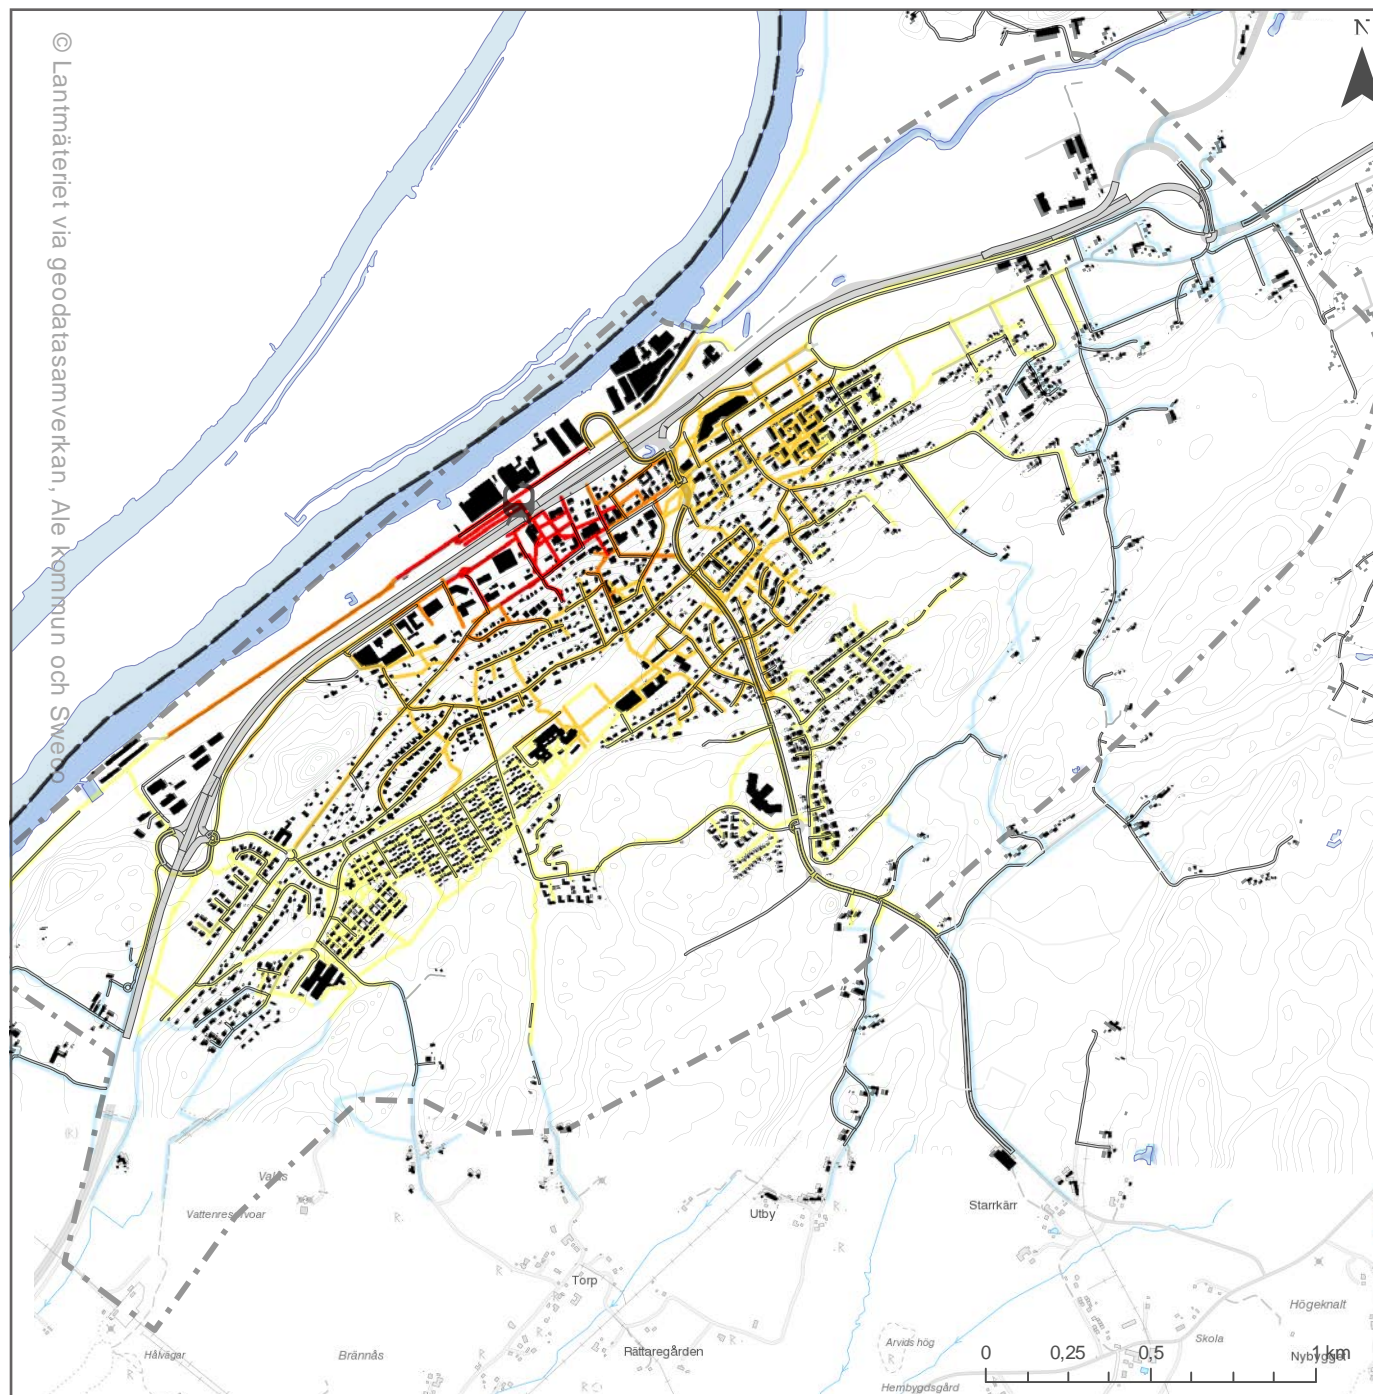 N
© Lantmäteriet via geodatasamverkan, Ale kommun och Sweco
Valås
Vattenreservoar
Utby
Starrkärr
Torp
Högeknalt
Hålvägar
Brännås
Rättaregården
Arvids hög
Skola
Nybygget
Hembygdsgård
0 0,25 0,5 1 km